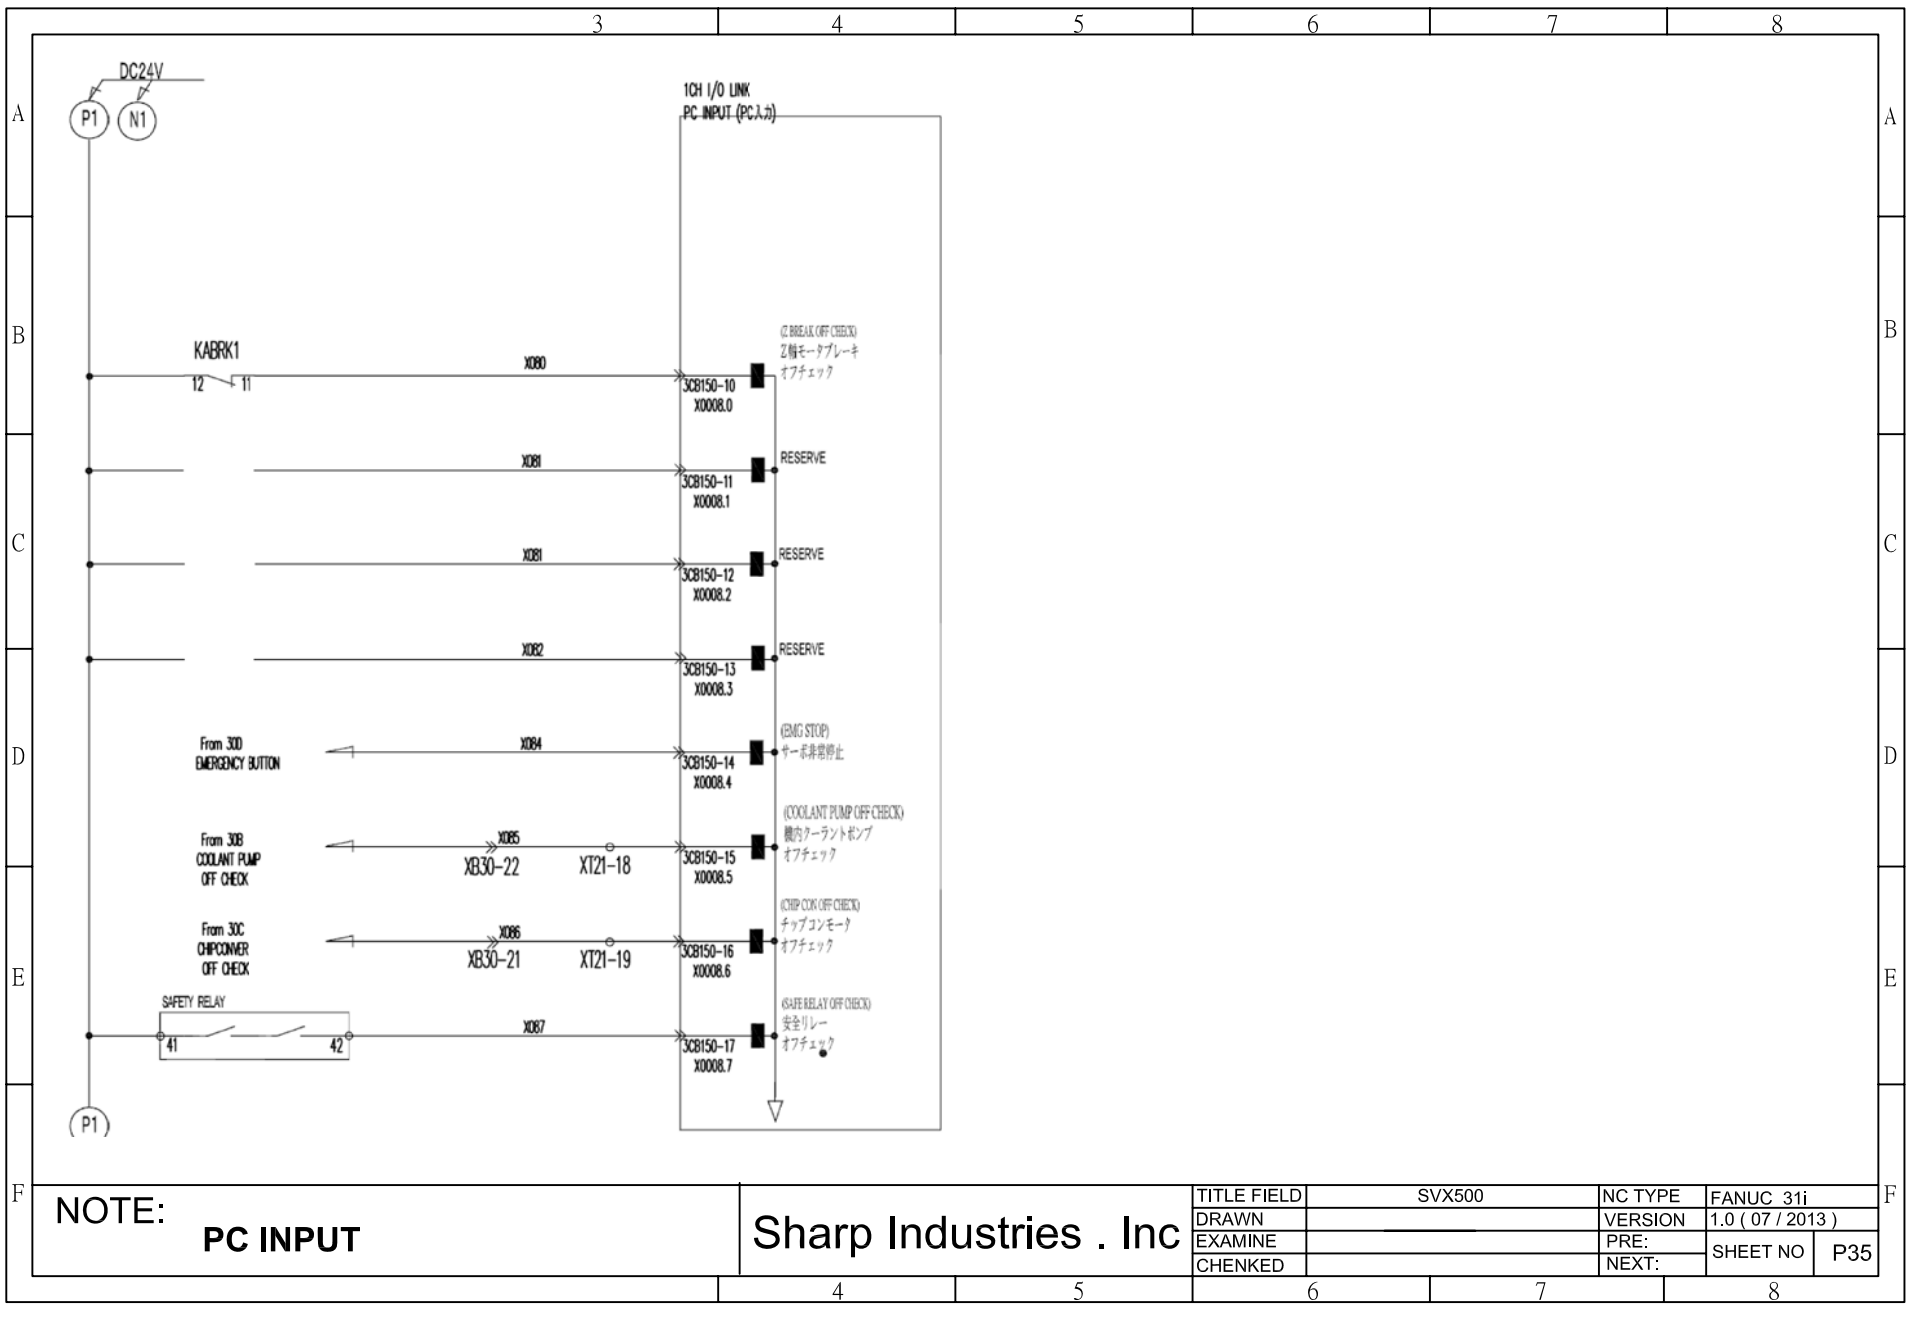 3 4 5 6 7 8
DC24V
P1 N1
1CH I/O LINK
PC INPUT (PC入力)
A A
B B
KABRK1
12 11
X080
3CB150-10
X0008.0
(Z BREAK OFF CHECK)
Z軸モータブレーキ
オフチェック
X081
3CB150-11
X0008.1
RESERVE
C C
X081
3CB150-12
X0008.2
RESERVE
X082
3CB150-13
X0008.3
RESERVE
D D
From 30D
EMERGENCY BUTTON
X084
3CB150-14
X0008.4
(EMG STOP)
サーボ非常停止
From 30B
COOLANT PUMP
OFF CHECK
X085
XB30-22
XT21-18
3CB150-15
X0008.5
(COOLANT PUMP OFF CHECK)
機内クーラントポンプ
オフチェック
From 30C
CHIPCONVER
OFF CHECK
X086
XB30-21
XT21-19
3CB150-16
X0008.6
(CHIP CON OFF CHECK)
チップコンモータ
オフチェック
E E
SAFETY RELAY
41 42
X087
3CB150-17
X0008.7
(SAFE RELAY OFF CHECK)
安全リレー
オフチェック
P1
F F
NOTE:
PC INPUT
Sharp Industries . Inc
TITLE FIELD SVX500 NC TYPE FANUC 31i
DRAWN VERSION 1.0 ( 07 / 2013 )
EXAMINE PRE:
CHENKED NEXT:
SHEET NO P35
4 5 6 7 8